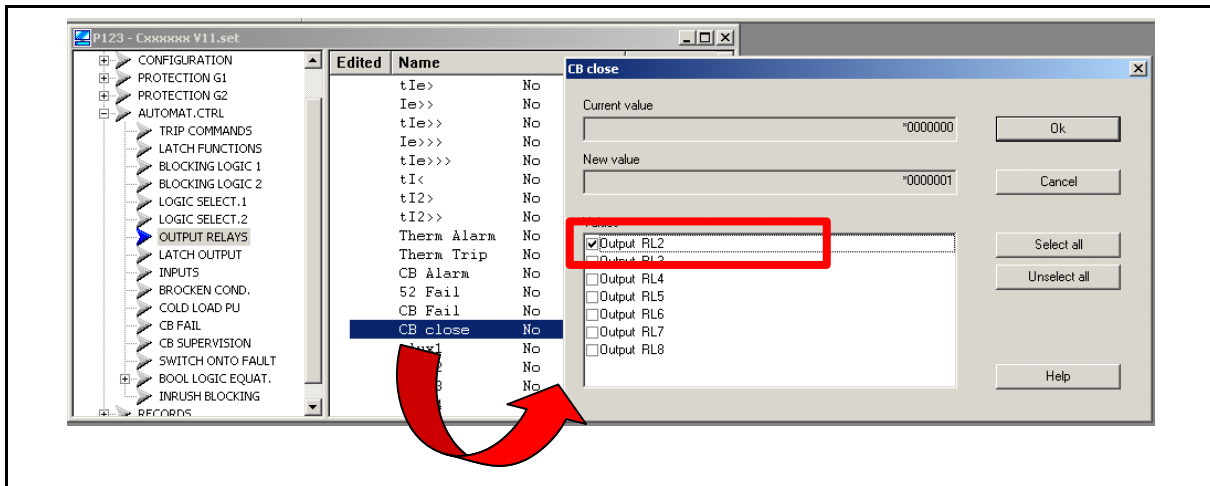 P123 - Cxxxxxx V11.set
CONFIGURATION
PROTECTION G1
PROTECTION G2
AUTOMAT.CTRL
TRIP COMMANDS
LATCH FUNCTIONS
BLOCKING LOGIC 1
BLOCKING LOGIC 2
LOGIC SELECT.1
LOGIC SELECT.2
OUTPUT RELAYS
LATCH OUTPUT
INPUTS
BROCKEN COND.
COLD LOAD PU
CB FAIL
CB SUPERVISION
SWITCH ONTO FAULT
BOOL LOGIC EQUAT.
INRUSH BLOCKING
RECORDS
Edited Name
tIe> No
Ie>> No
tIe>> No
Ie>>> No
tIe>>> No
tI< No
tI2> No
tI2>> No
Therm Alarm No
Therm Trip No
CB Alarm No
52 Fail No
CB Fail No
CB close No
No
No
No
CB close
Current value
*0000000
Ok
New value
*0000001
Cancel
Output RL2
Output RL3
Output RL4
Output RL5
Output RL6
Output RL7
Output RL8
Select all
Unselect all
Help